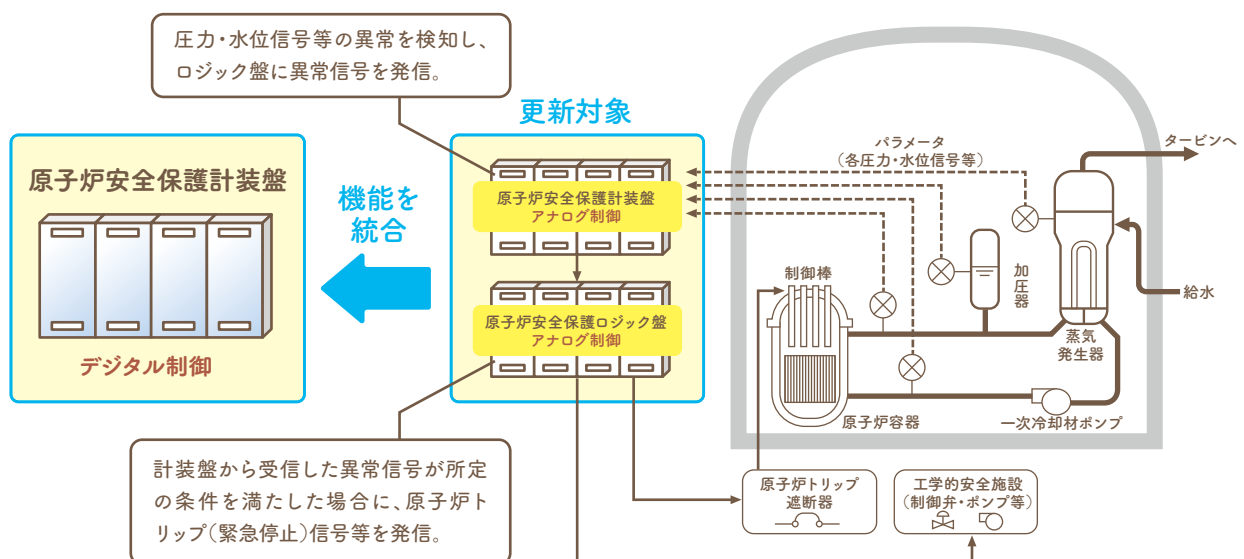 圧力・水位信号等の異常を検知し、
ロジック盤に異常信号を発信。
更新対象
原子炉安全保護計装盤
デジタル制御
機能を
統合
原子炉安全保護計装盤
アナログ制御
原子炉安全保護ロジック盤
アナログ制御
パラメータ
(各圧力・水位信号等)
タービンへ
給水
制御棒
加圧器
蒸気
発生器
原子炉容器
一次冷却材ポンプ
計装盤から受信した異常信号が所定
の条件を満たした場合に、原子炉ト
リップ(緊急停止)信号等を発信。
原子炉トリップ
遮断器
工学的安全施設
(制御弁・ポンプ等)